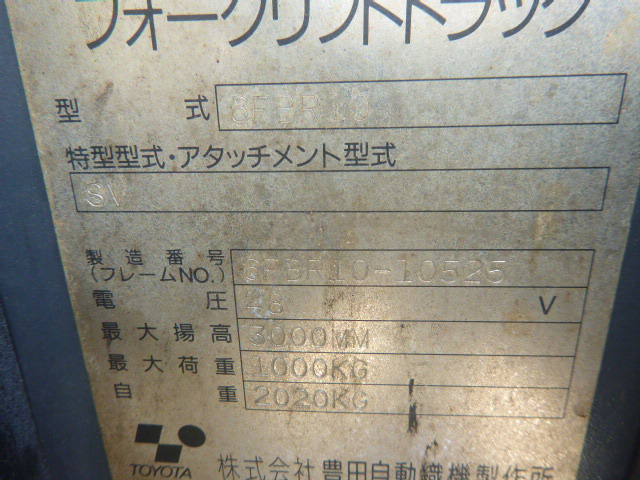 フォークリフトトラック
型式 6FBR10
特型型式・アタッチメント型式
SV
製造番号
(フレームNO.) 6FBR10-10525
電圧 48 V
最大揚高 3000MM
最大荷重 1000KG
自重 2020KG
TOYOTA 株式会社豊田自動織機製作所